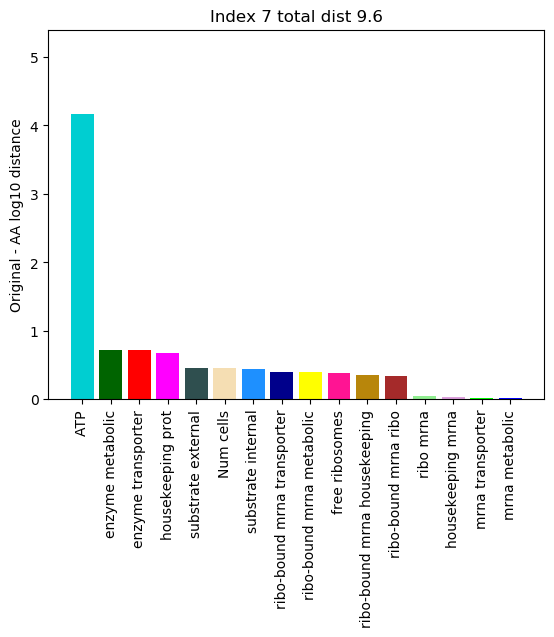 Index 7 total dist 9.6
Original - AA log10 distance
5
4
3
2
1
0
ATP
enzyme metabolic
enzyme transporter
housekeeping prot
substrate external
Num cells
substrate internal
ribo-bound mrna transporter
ribo-bound mrna metabolic
free ribosomes
ribo-bound mrna housekeeping
ribo-bound mrna ribo
ribo mrna
housekeeping mrna
mrna transporter
mrna metabolic